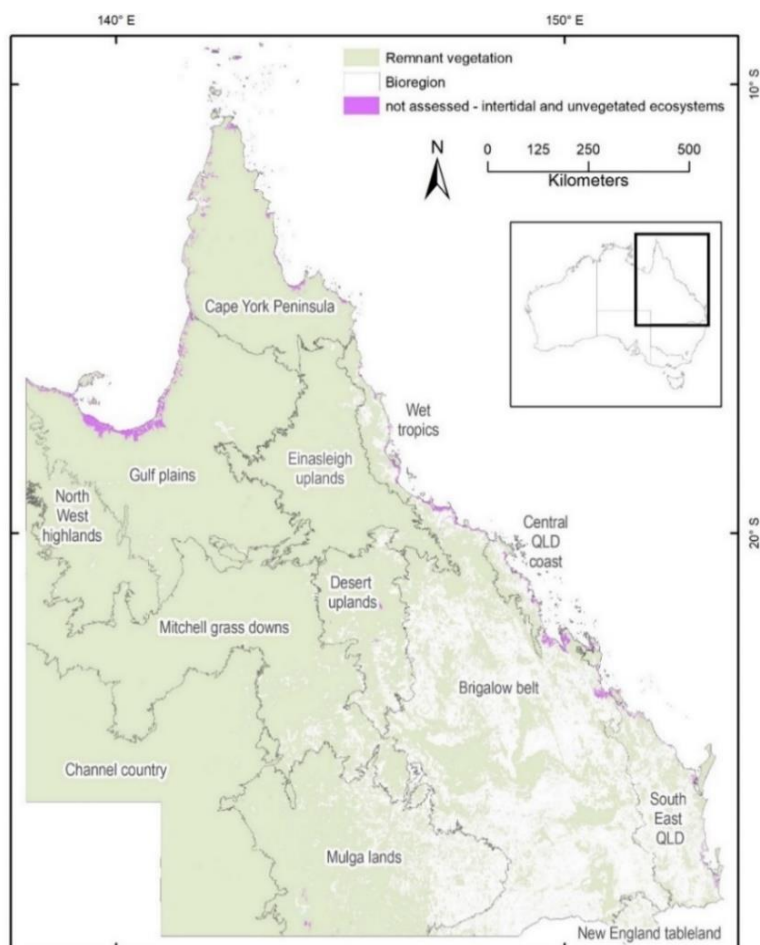 140° E
150° E
Remnant vegetation
Bioregion
not assessed - intertidal and unvegetated ecosystems
10° S
N
0 125 250 500
Kilometers
Cape York Peninsula
Wet
tropics
Gulf plains
Einasleigh
uplands
North
West
highlands
Central
QLD
coast
20° S
Desert
uplands
Mitchell grass downs
Brigalow belt
Channel country
South
East
QLD
Mulga lands
New England tableland